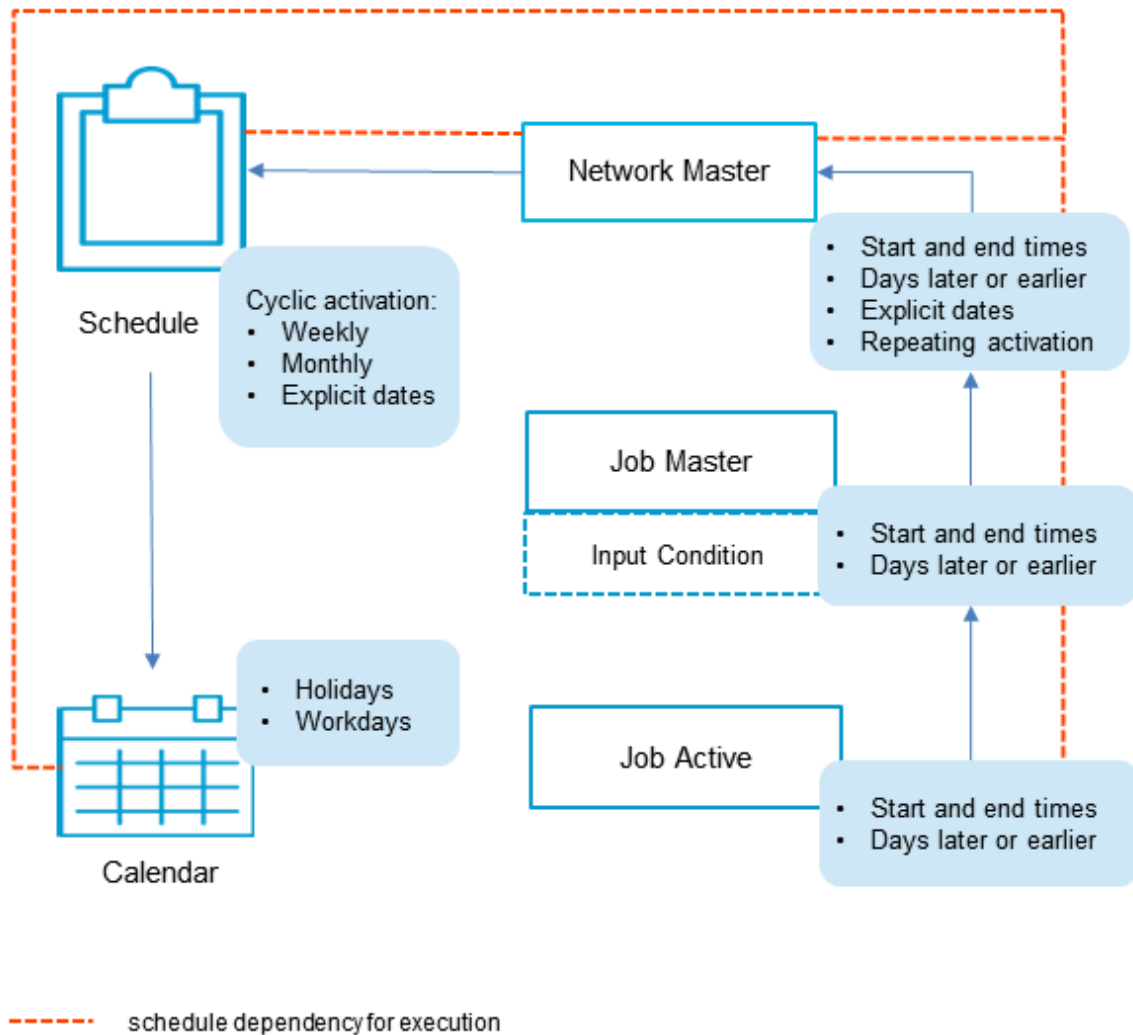 Network Master
• Start and end times
• Days later or earlier
• Explicit dates
• Repeating activation
Schedule
Cyclic activation:
• Weekly
• Monthly
• Explicit dates
Job Master
Input Condition
• Start and end times
• Days later or earlier
• Holidays
• Workdays
Job Active
• Start and end times
• Days later or earlier
Calendar
schedule dependency for execution